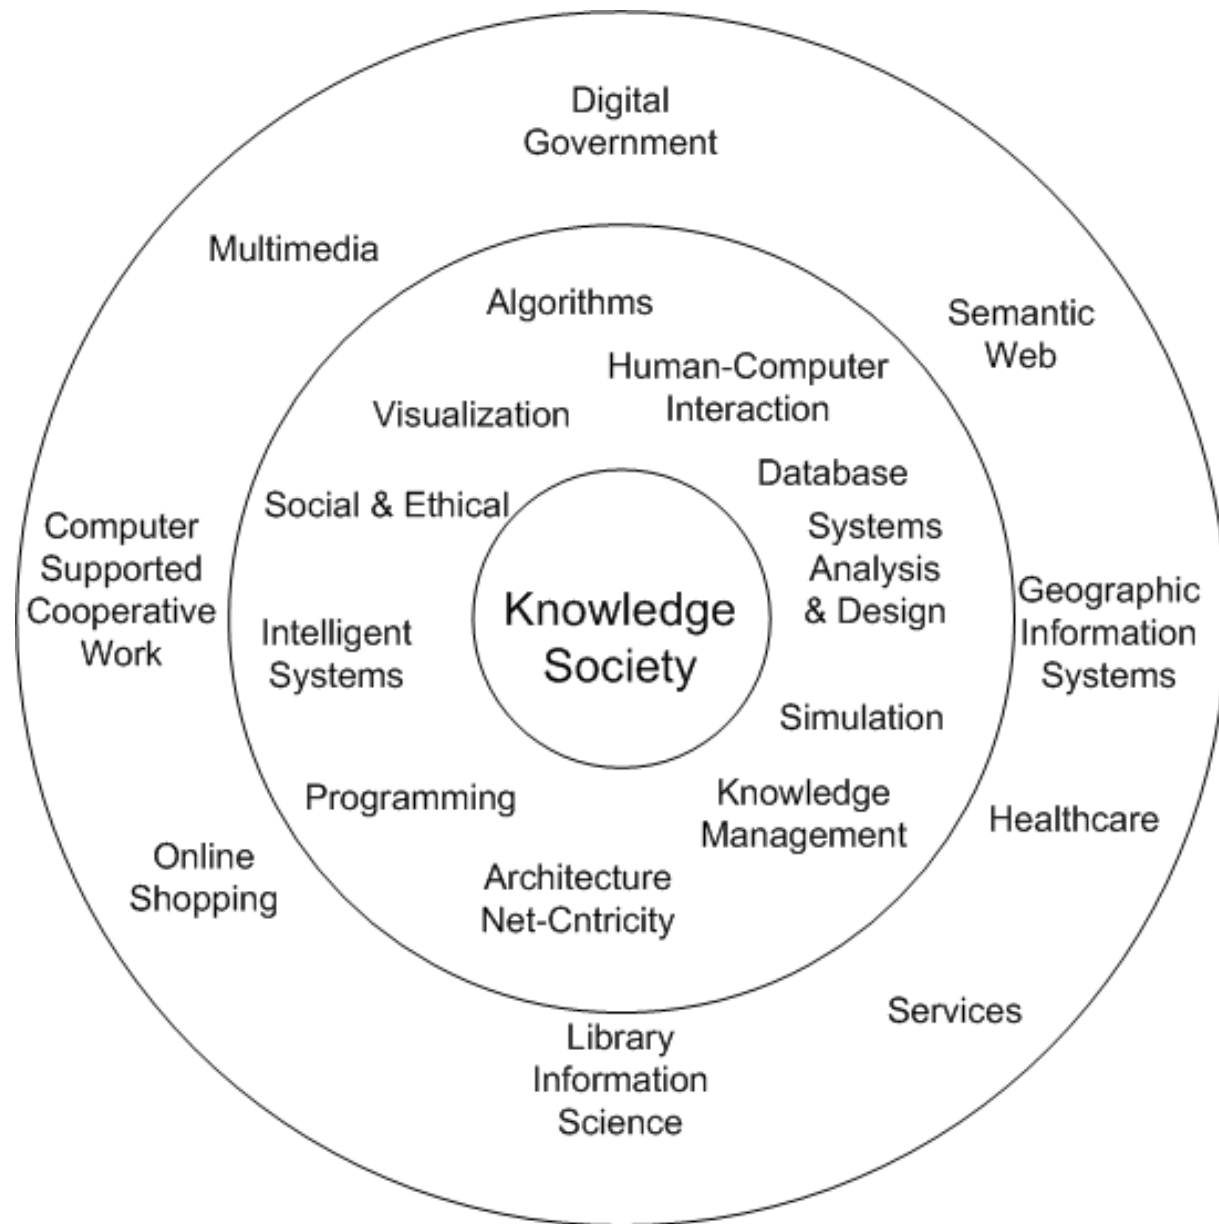 Digital
Government
Multimedia
Algorithms
Semantic
Web
Human-Computer
Interaction
Visualization
Database
Social & Ethical
Systems
Analysis
& Design
Computer
Supported
Cooperative
Work
Knowledge
Society
Geographic
Information
Systems
Intelligent
Systems
Simulation
Programming
Knowledge
Management
Healthcare
Online
Shopping
Architecture
Net-Cntricity
Services
Library
Information
Science